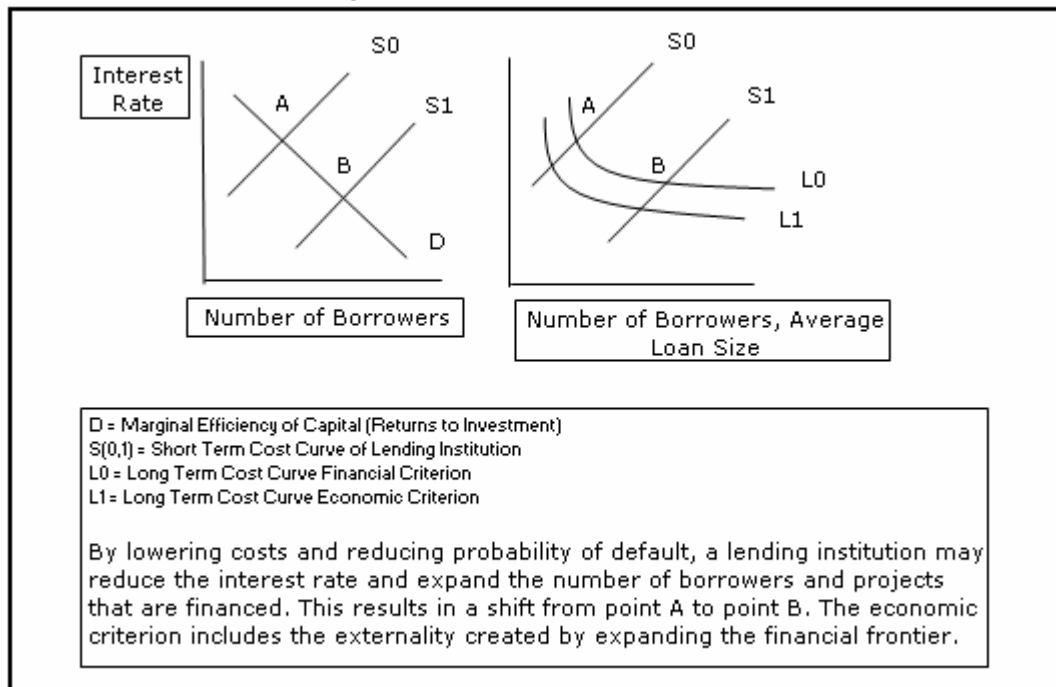 Interest
Rate
S0
A
S1
B
D
Number of Borrowers
S0
A
S1
B
L0
L1
Number of Borrowers, Average
Loan Size
D = Marginal Efficiency of Capital (Returns to Investment)
S(0,1) = Short Term Cost Curve of Lending Institution
L0 = Long Term Cost Curve Financial Criterion
L1 = Long Term Cost Curve Economic Criterion
By lowering costs and reducing probability of default, a lending institution may
reduce the interest rate and expand the number of borrowers and projects
that are financed. This results in a shift from point A to point B. The economic
criterion includes the externality created by expanding the financial frontier.